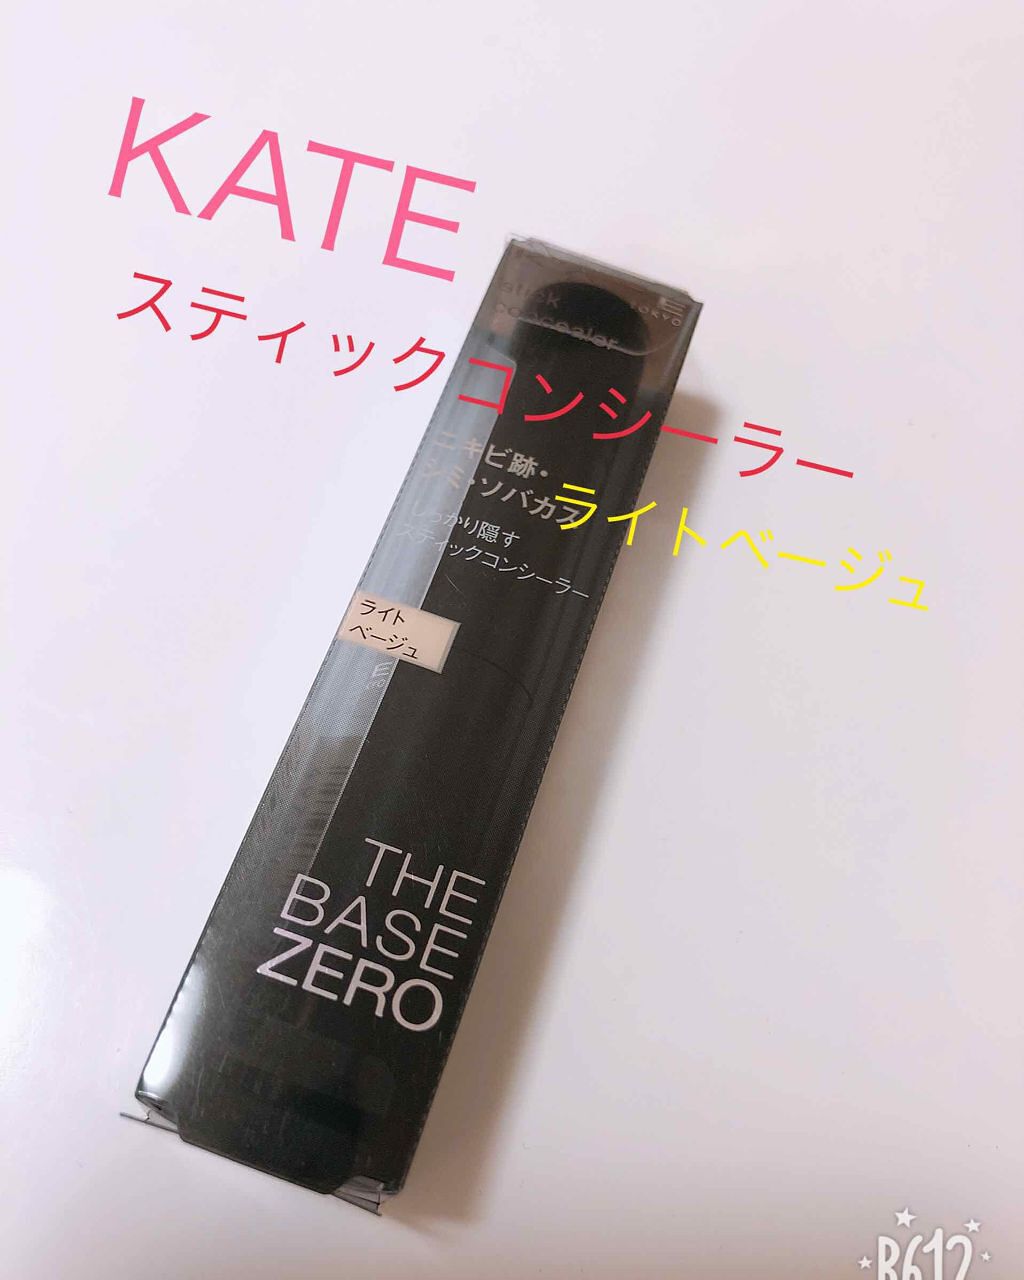 KATE
スティックコンシーラー
ライトベージュ
stick
concealer
TOKYO
ニキビ跡・
シミ・ソバカス
しっかり隠す
スティックコンシーラー
ライト
ベージュ
THE
BASE
ZERO
B612